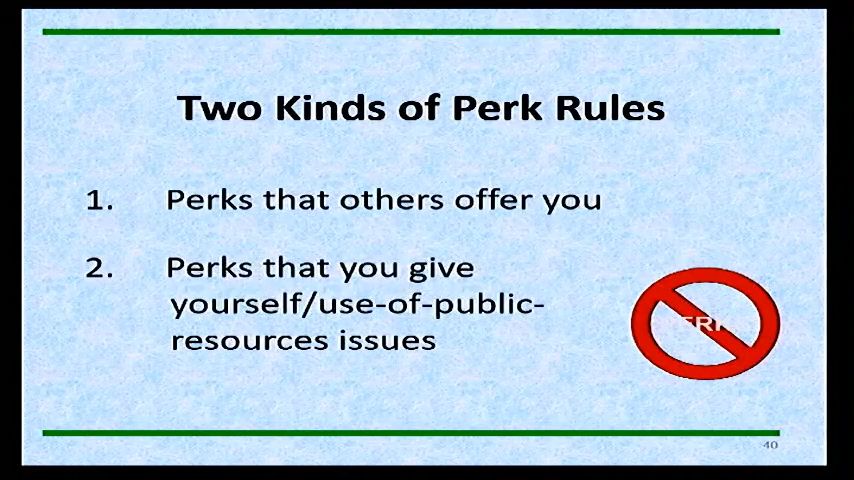 Two Kinds of Perk Rules
1. Perks that others offer you
2. Perks that you give
yourself/use-of-public-
resources issues
40